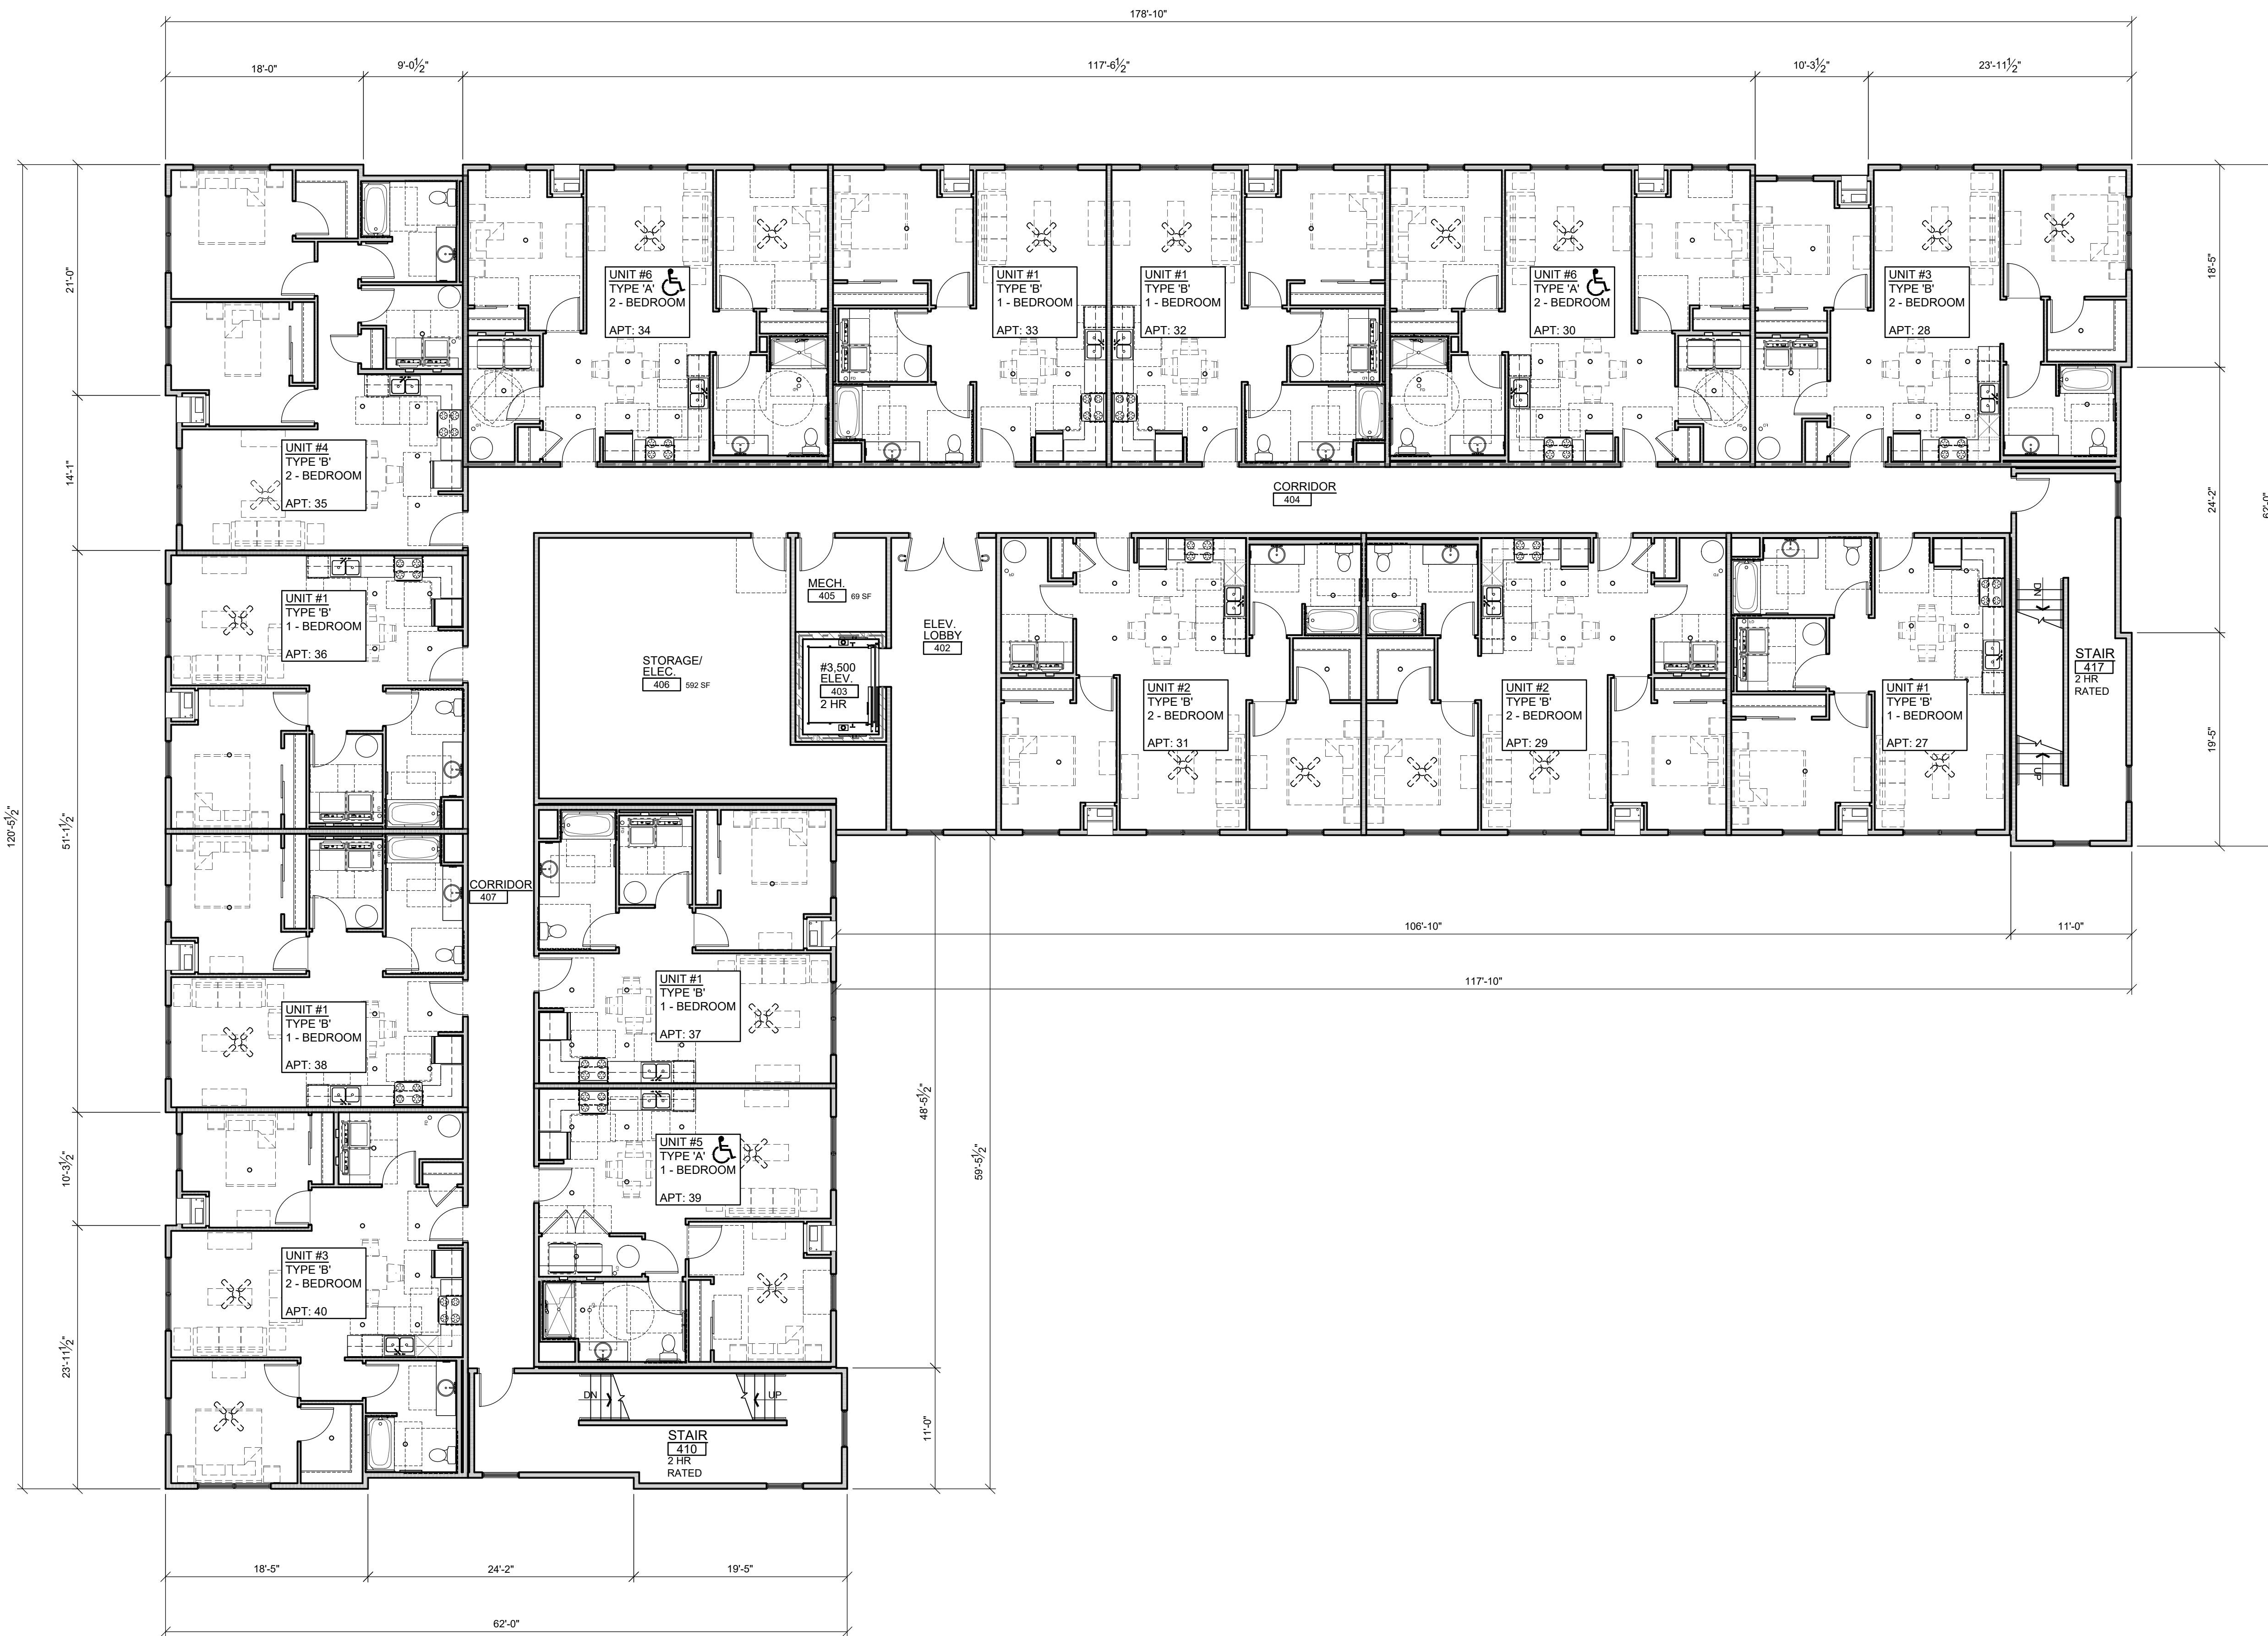 178'-10"
18'-0"
9'-0½"
117'-6½"
10'-3½"
23'-11½"
UNIT #6
TYPE 'A'
2 - BEDROOM
APT: 34
UNIT #1
TYPE 'B'
1 - BEDROOM
APT: 33
UNIT #1
TYPE 'B'
1 - BEDROOM
APT: 32
UNIT #6
TYPE 'A'
2 - BEDROOM
APT: 30
UNIT #3
TYPE 'B'
2 - BEDROOM
APT: 28
21'-0"
18'-5"
UNIT #4
TYPE 'B'
2 - BEDROOM
APT: 35
14'-1"
CORRIDOR
404
24'-2"
62'-0"
UNIT #1
TYPE 'B'
1 - BEDROOM
APT: 36
MECH.
405 69 SF
ELEV.
LOBBY
402
STORAGE/
ELEC.
406 592 SF
#3,500
ELEV.
403
2 HR
UNIT #2
TYPE 'B'
2 - BEDROOM
APT: 31
UNIT #2
TYPE 'B'
2 - BEDROOM
APT: 29
UNIT #1
TYPE 'B'
1 - BEDROOM
APT: 27
DN
UP
STAIR
417
2 HR
RATED
19'-5"
120'-5½"
51'-1½"
CORRIDOR
407
106'-10"
11'-0"
117'-10"
UNIT #1
TYPE 'B'
1 - BEDROOM
APT: 37
UNIT #1
TYPE 'B'
1 - BEDROOM
APT: 38
48'-5½"
59'-5½"
UNIT #5
TYPE 'A'
1 - BEDROOM
APT: 39
10'-3½"
UNIT #3
TYPE 'B'
2 - BEDROOM
APT: 40
23'-11½"
DN
UP
STAIR
410
2 HR
RATED
11'-0"
18'-5"
24'-2"
19'-5"
62'-0"